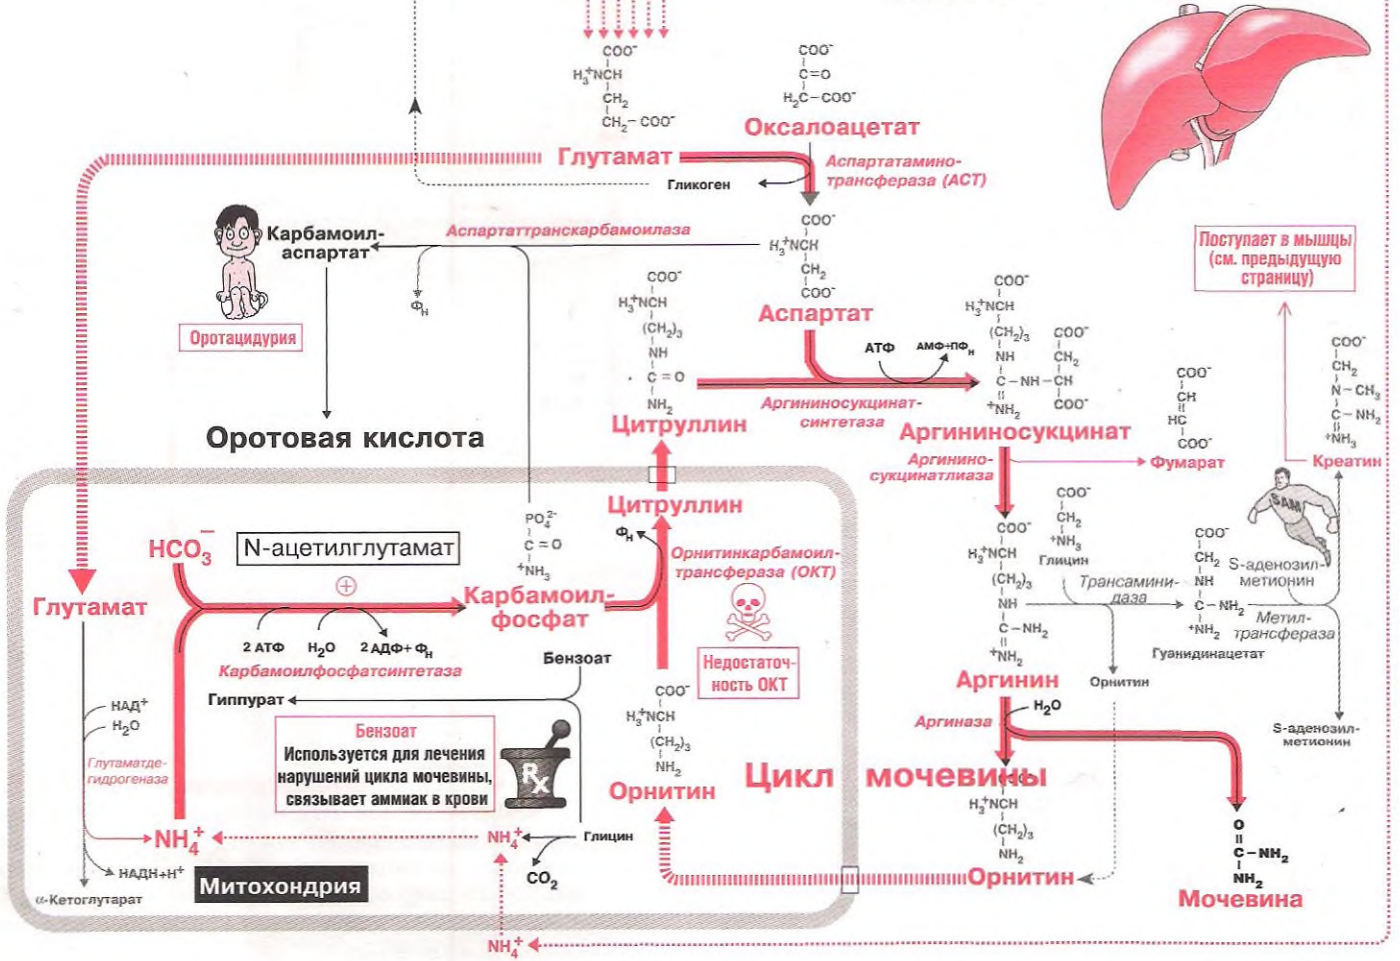 COO⁻
H₃⁺NCH
CH₂
CH₂–COO⁻
Глутамат
COO⁻
C=O
H₂C–COO⁻
Оксалоацетат
Аспартатамино-
трансфераза (АСТ)
Гликоген
Карбамоил-
аспартат
Аспартаттранскарбамоилаза
Фн
Оротацидурия
Оротовая кислота
COO⁻
H₃⁺NCH
CH₂
COO⁻
Аспартат
АТФ
АМФ+ПФн
Аргининосукцинат-
синтетаза
COO⁻
H₃⁺NCH
(CH₂)₃
NH
C=O
NH₂
Цитруллин
COO⁻
H₃⁺NCH
(CH₂)₃
NH
C–NH–CH
⁺NH₂
COO⁻
CH₂
COO⁻
Аргининосукцинат
Аргинино-
сукцинатлиаза
COO⁻
CH
HC
COO⁻
Фумарат
Поступает в мышцы
(см. предыдущую
страницу)
COO⁻
CH₂
N–CH₃
C–NH₂
⁺NH₃
Креатин
SAM
S-аденозил-
метионин
Метил-
трансфераза
S-аденозил-
метионин
COO⁻
CH₂
⁺NH₃
Глицин
Трансамини-
даза
COO⁻
CH₂
NH
C–NH₂
⁺NH₂
Гуанидинацетат
Орнитин
COO⁻
H₃⁺NCH
(CH₂)₃
NH
C–NH₂
⁺NH₂
Аргинин
Аргиназа
H₂O
Цикл мочевины
COO⁻
H₃⁺NCH
(CH₂)₃
NH₂
Орнитин
O
C–NH₂
NH₂
Мочевина
Цитруллин
Фн
Орнитинкарбамоил-
трансфераза (ОКТ)
Недостаточ-
ность ОКТ
COO⁻
H₃⁺NCH
(CH₂)₃
NH₂
Орнитин
HCO₃⁻
N-ацетилглутамат
+
PO₄²⁻
C=O
⁺NH₃
Карбамоил-
фосфат
2 АТФ
H₂O
2 АДФ+ Фн
Карбамоилфосфатсинтетаза
Глутамат
НАД⁺
H₂O
Глутаматде-
гидрогеназа
NH₄⁺
НАДН+Н⁺
α-Кетоглутарат
Бензоат
Гиппурат
Бензоат
Используется для лечения
нарушений цикла мочевины,
связывает аммиак в крови
Rx
NH₄⁺
Глицин
CO₂
Митохондрия
NH₄⁺